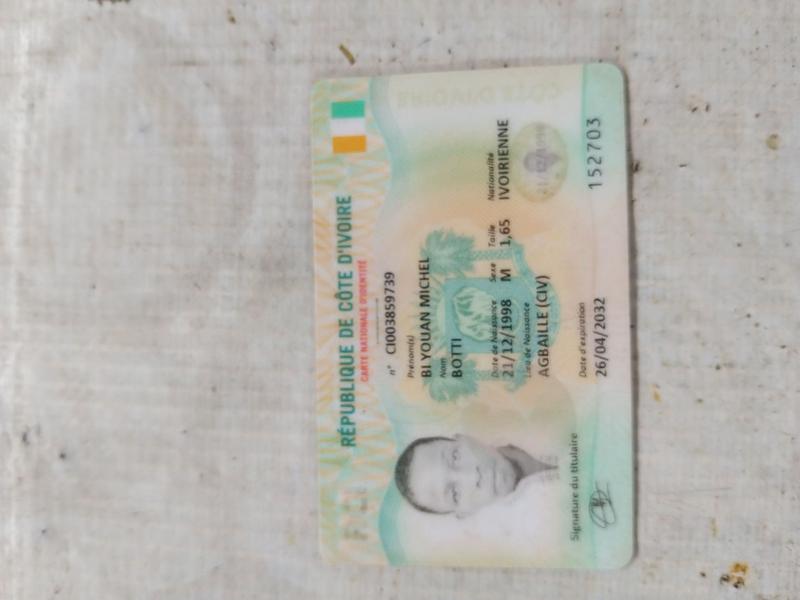 RÉPUBLIQUE DE CÔTE D'IVOIRE
CARTE NATIONALE D'IDENTITÉ
n° CI003859739
Prénom(s)
BI YOUAN MICHEL
Nom
BOTTI
Date de Naissance Sexe Taille Nationalité
21/12/1998 M 1,65 IVOIRIENNE
Lieu de Naissance
AGBAILLE (CIV)
Date d'expiration
26/04/2032
152703
Signature du titulaire
CÔTE D'IVOIRE